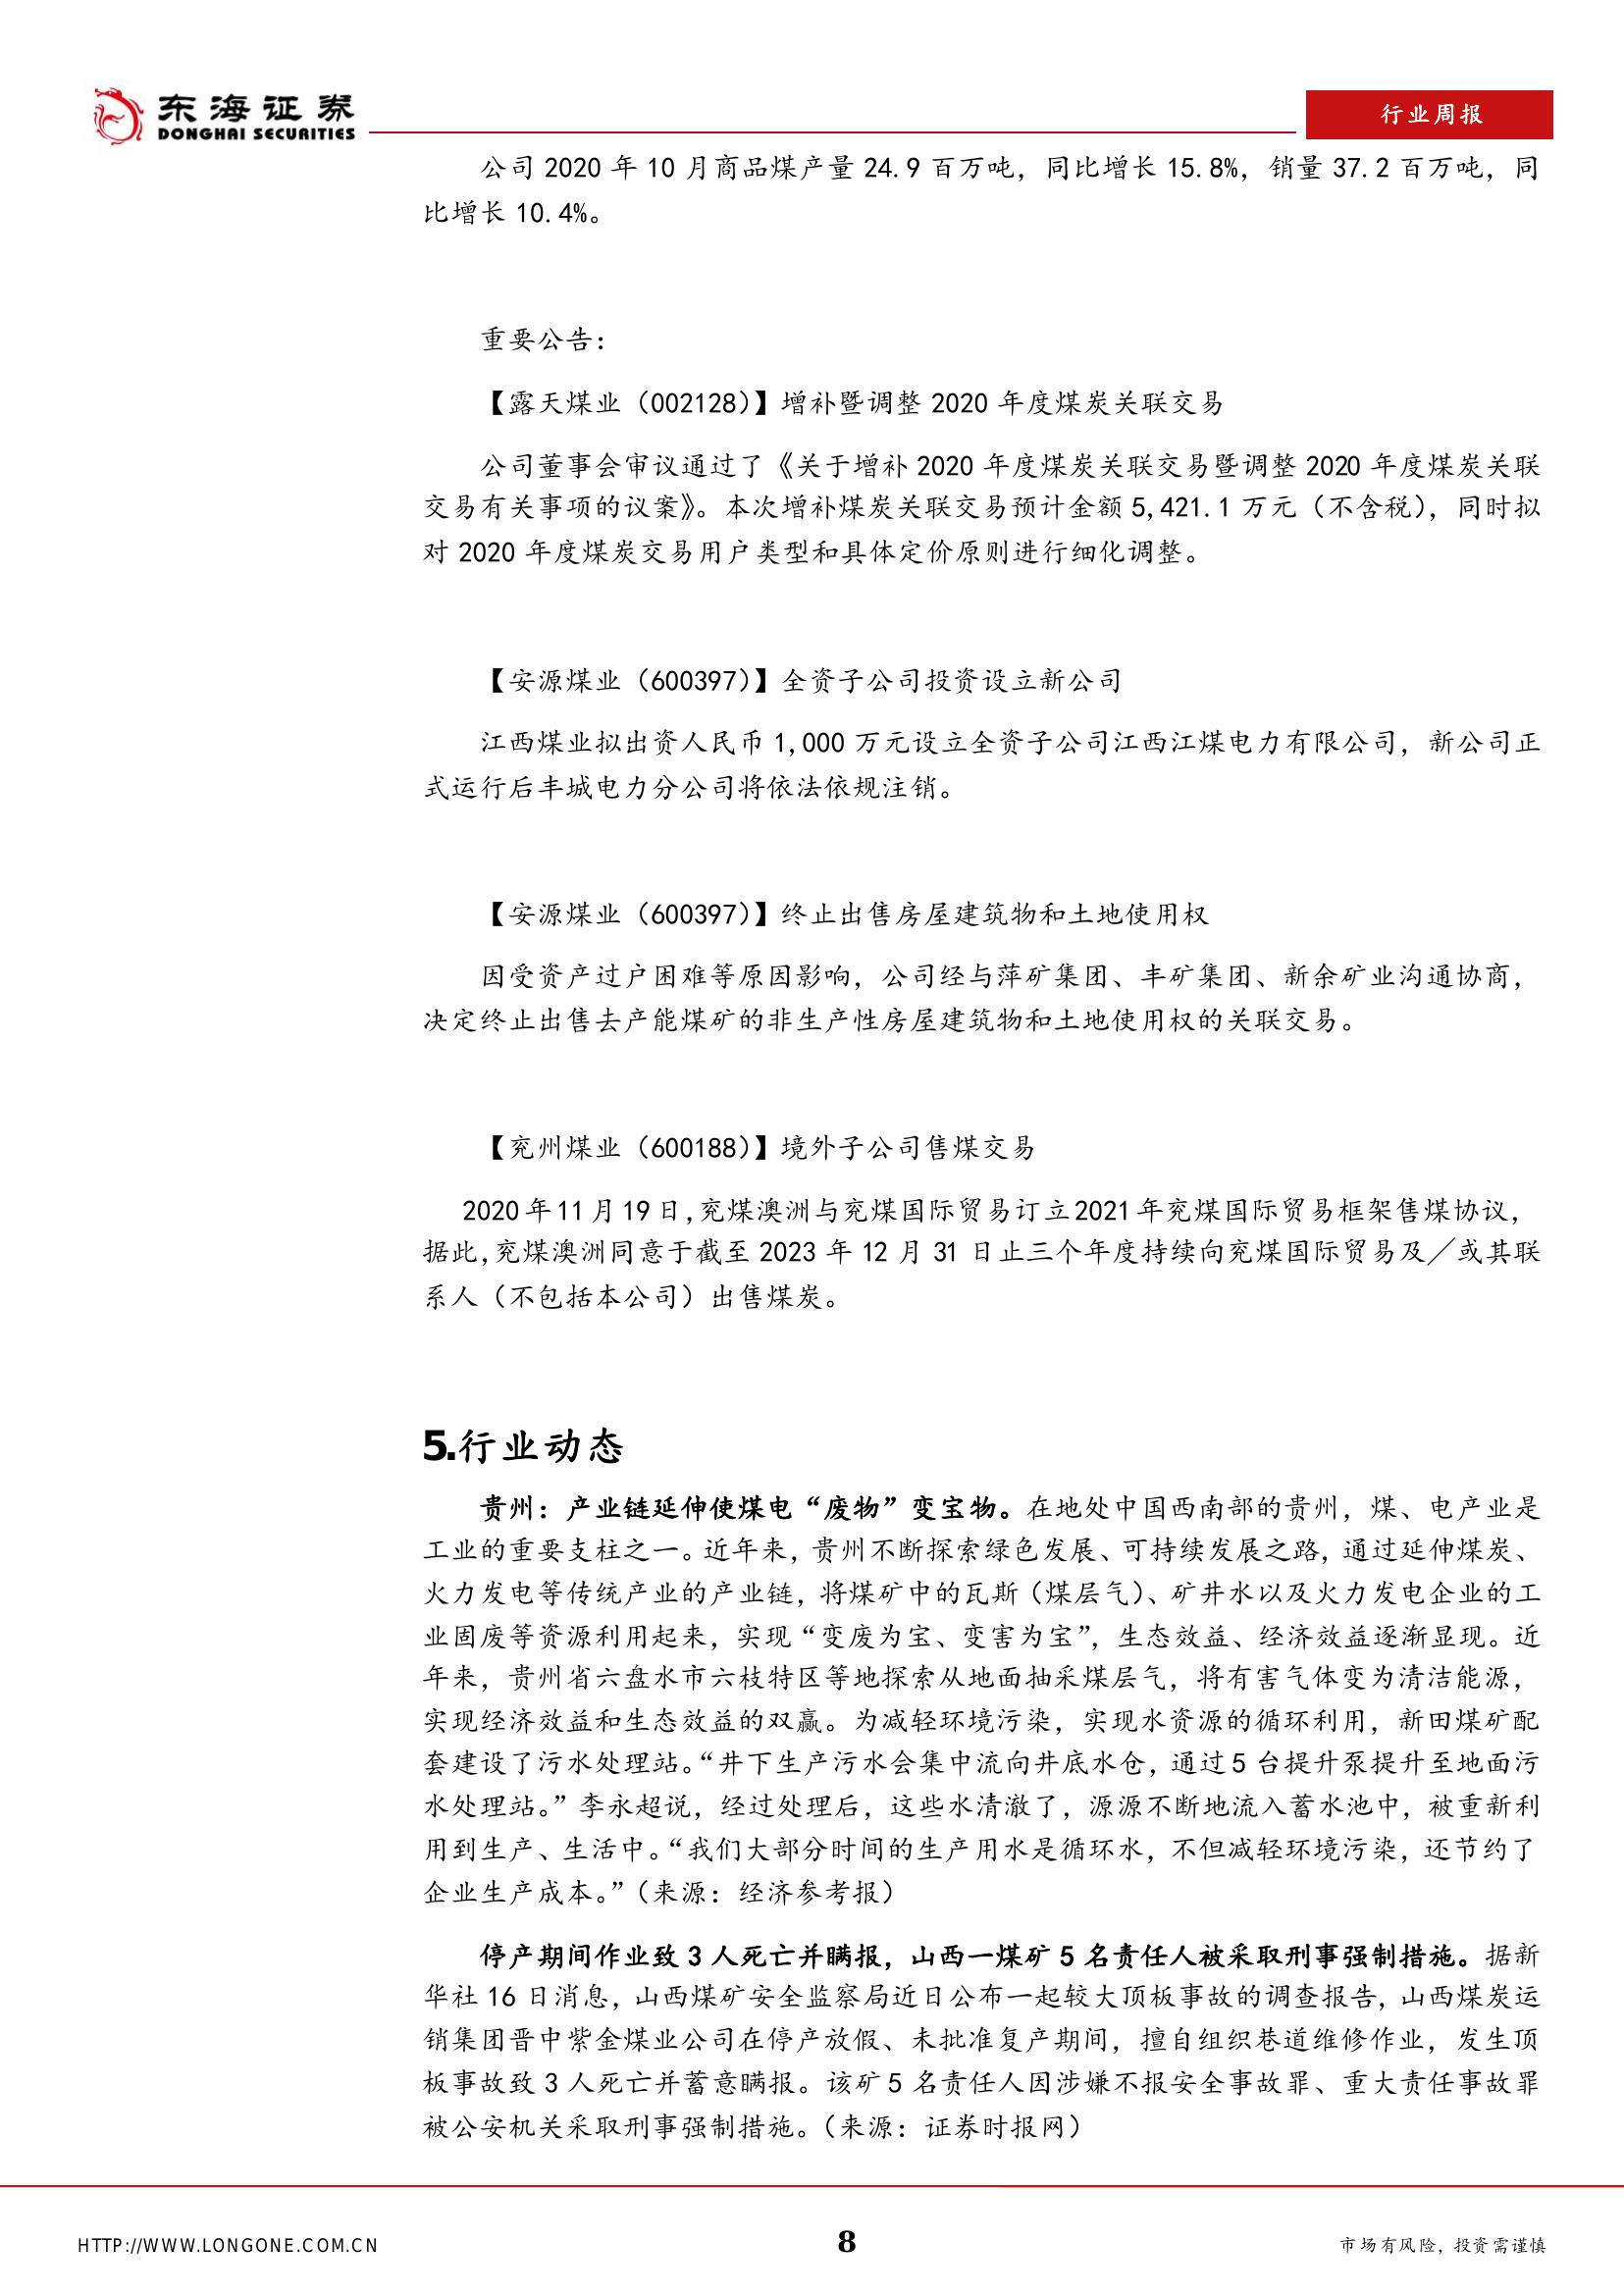 东海证券
DONGHAI SECURITIES
行业周报
公司 2020 年 10 月商品煤产量 24.9 百万吨，同比增长 15.8%，销量 37.2 百万吨，同
比增长 10.4%。
重要公告：
【露天煤业（002128）】增补暨调整 2020 年度煤炭关联交易
公司董事会审议通过了《关于增补 2020 年度煤炭关联交易暨调整 2020 年度煤炭关联
交易有关事项的议案》。本次增补煤炭关联交易预计金额 5,421.1 万元（不含税），同时拟
对 2020 年度煤炭交易用户类型和具体定价原则进行细化调整。
【安源煤业（600397）】全资子公司投资设立新公司
江西煤业拟出资人民币 1,000 万元设立全资子公司江西江煤电力有限公司，新公司正
式运行后丰城电力分公司将依法依规注销。
【安源煤业（600397）】终止出售房屋建筑物和土地使用权
因受资产过户困难等原因影响，公司经与萍矿集团、丰矿集团、新余矿业沟通协商，
决定终止出售去产能煤矿的非生产性房屋建筑物和土地使用权的关联交易。
【兖州煤业（600188）】境外子公司售煤交易
2020 年 11 月 19 日,兖煤澳洲与兖煤国际贸易订立 2021 年兖煤国际贸易框架售煤协议，
据此,兖煤澳洲同意于截至 2023 年 12 月 31 日止三个年度持续向兖煤国际贸易及╱或其联
系人（不包括本公司）出售煤炭。
5.行业动态
贵州：产业链延伸使煤电“废物”变宝物。在地处中国西南部的贵州，煤、电产业是
工业的重要支柱之一。近年来，贵州不断探索绿色发展、可持续发展之路，通过延伸煤炭、
火力发电等传统产业的产业链，将煤矿中的瓦斯（煤层气）、矿井水以及火力发电企业的工
业固废等资源利用起来，实现“变废为宝、变害为宝”，生态效益、经济效益逐渐显现。近
年来，贵州省六盘水市六枝特区等地探索从地面抽采煤层气，将有害气体变为清洁能源，
实现经济效益和生态效益的双赢。为减轻环境污染，实现水资源的循环利用，新田煤矿配
套建设了污水处理站。“井下生产污水会集中流向井底水仓，通过 5 台提升泵提升至地面污
水处理站。”李永超说，经过处理后，这些水清澈了，源源不断地流入蓄水池中，被重新利
用到生产、生活中。“我们大部分时间的生产用水是循环水，不但减轻环境污染，还节约了
企业生产成本。”（来源：经济参考报）
停产期间作业致 3 人死亡并瞒报，山西一煤矿 5 名责任人被采取刑事强制措施。据新
华社 16 日消息，山西煤矿安全监察局近日公布一起较大顶板事故的调查报告，山西煤炭运
销集团晋中紫金煤业公司在停产放假、未批准复产期间，擅自组织巷道维修作业，发生顶
板事故致 3 人死亡并蓄意瞒报。该矿 5 名责任人因涉嫌不报安全事故罪、重大责任事故罪
被公安机关采取刑事强制措施。（来源：证券时报网）
HTTP://WWW.LONGONE.COM.CN
8
市场有风险，投资需谨慎